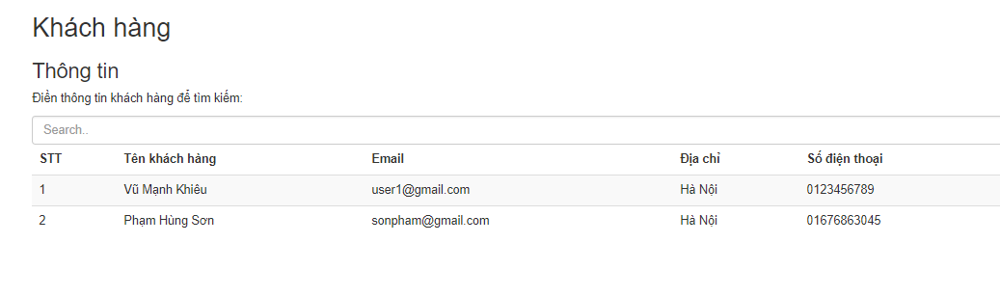 Khách hàng
Thông tin
Điền thông tin khách hàng để tìm kiếm:
Search..
STT Tên khách hàng Email Địa chỉ Số điện thoại
1 Vũ Mạnh Khiêu user1@gmail.com Hà Nội 0123456789
2 Phạm Hùng Sơn sonpham@gmail.com Hà Nội 01676863045